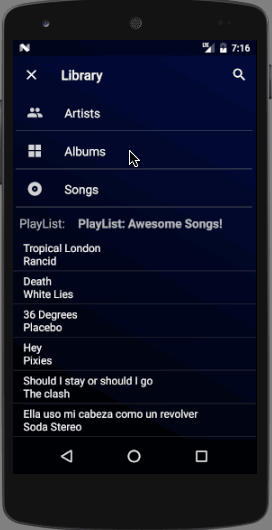 7:16
Library
Artists
Albums
Songs
PlayList: PlayList: Awesome Songs!
Tropical London
Rancid
Death
White Lies
36 Degrees
Placebo
Hey
Pixies
Should I stay or should I go
The clash
Ella uso mi cabeza como un revolver
Soda Stereo